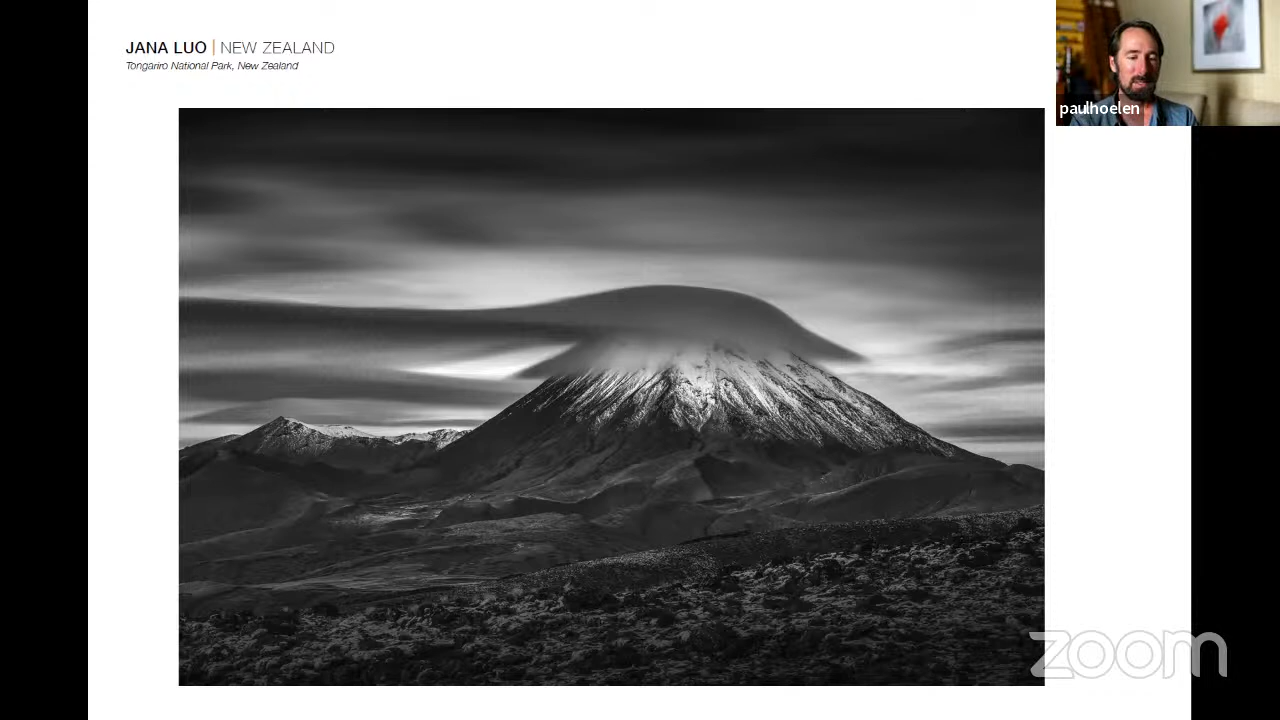 JANA LUO | NEW ZEALAND
Tongariro National Park, New Zealand
paulhoelen
zoom